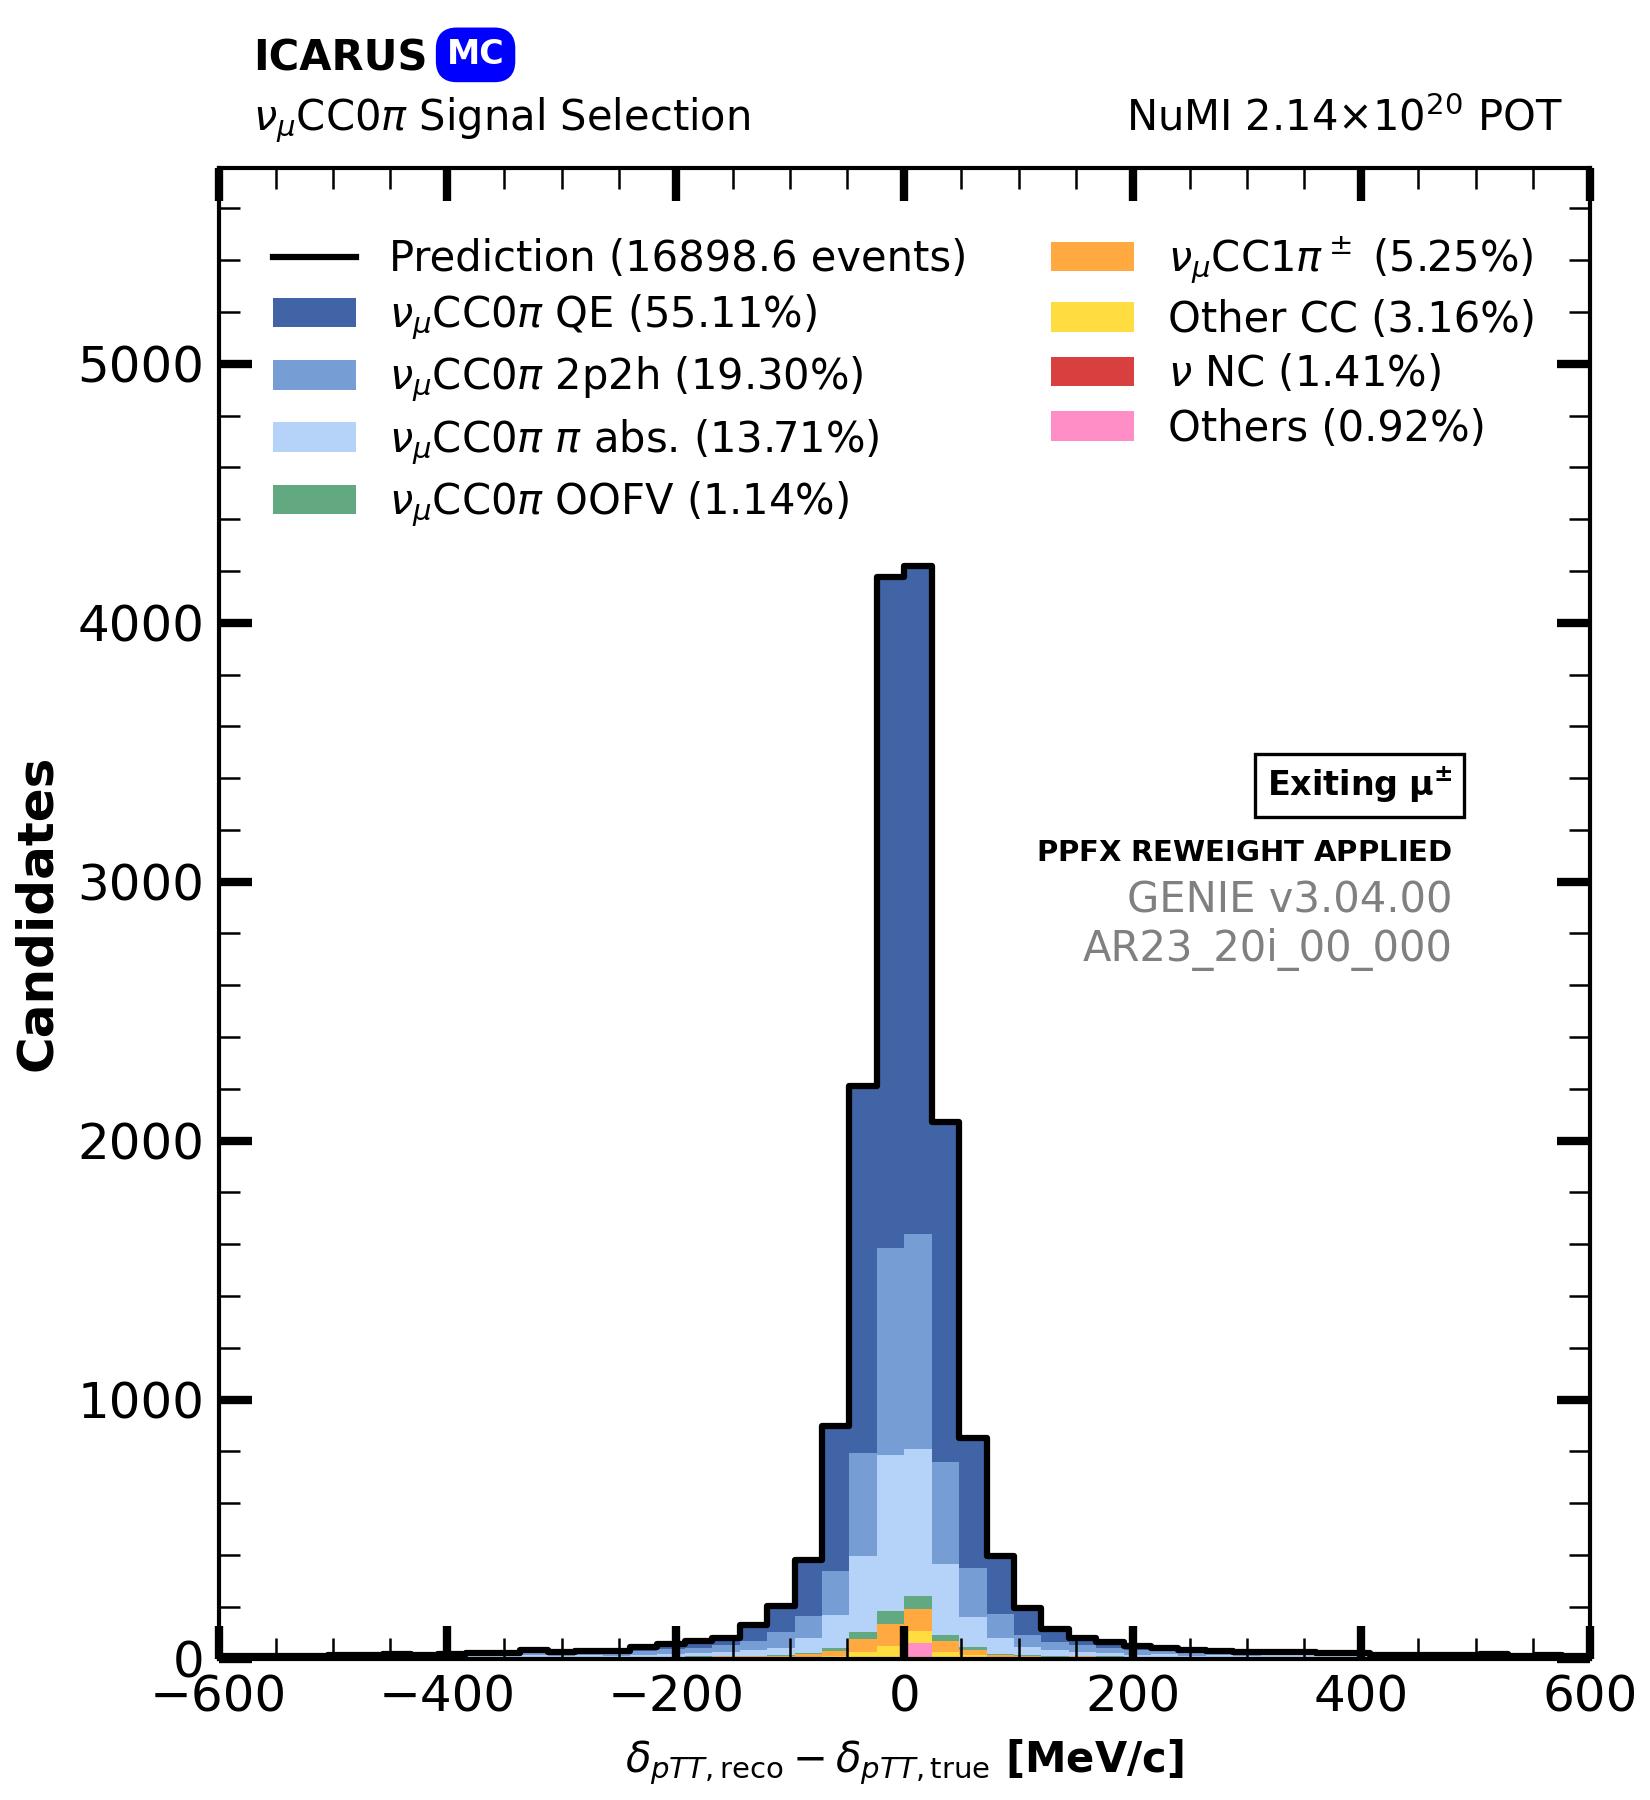 ICARUS MC
νμCC0π Signal Selection
NuMI 2.14×10²⁰ POT
Prediction (16898.6 events)
νμCC0π QE (55.11%)
νμCC0π 2p2h (19.30%)
νμCC0π π abs. (13.71%)
νμCC0π OOFV (1.14%)
νμCC1π± (5.25%)
Other CC (3.16%)
ν NC (1.41%)
Others (0.92%)
Exiting μ±
PPFX REWEIGHT APPLIED
GENIE v3.04.00
AR23_20i_00_000
Candidates
5000
4000
3000
2000
1000
0
−600 −400 −200 0 200 400 600
δpTT,reco − δpTT,true [MeV/c]